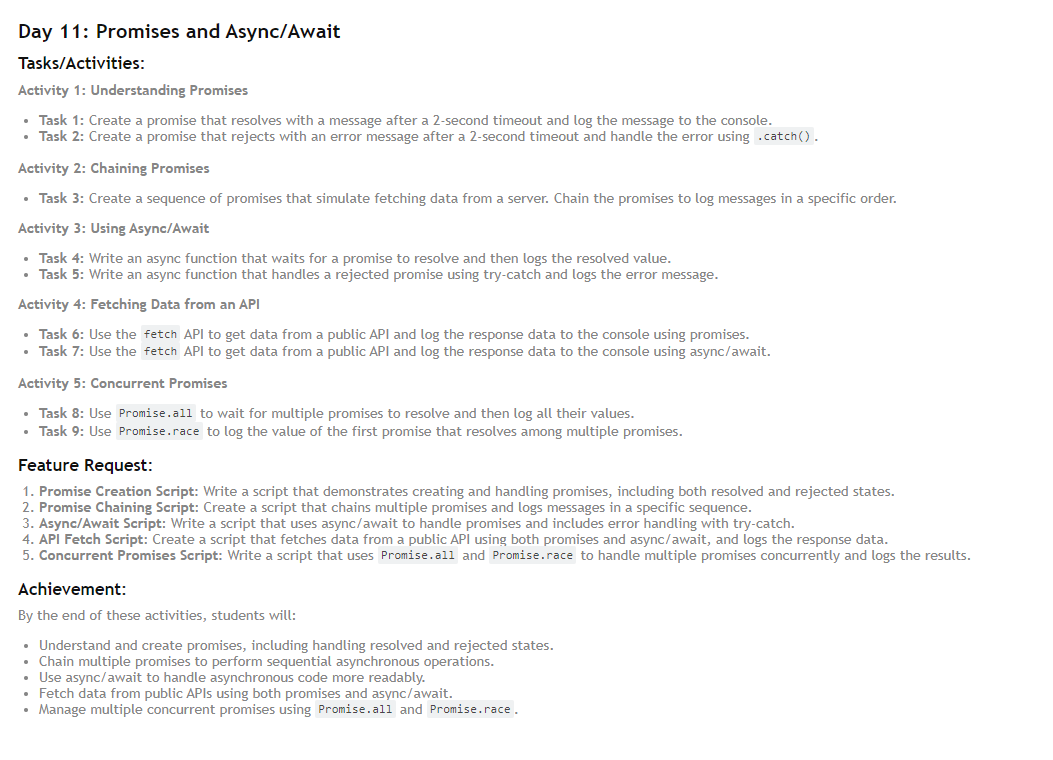 Day 11: Promises and Async/Await
Tasks/Activities:
Activity 1: Understanding Promises
• Task 1: Create a promise that resolves with a message after a 2-second timeout and log the message to the console.
• Task 2: Create a promise that rejects with an error message after a 2-second timeout and handle the error using .catch().
Activity 2: Chaining Promises
• Task 3: Create a sequence of promises that simulate fetching data from a server. Chain the promises to log messages in a specific order.
Activity 3: Using Async/Await
• Task 4: Write an async function that waits for a promise to resolve and then logs the resolved value.
• Task 5: Write an async function that handles a rejected promise using try-catch and logs the error message.
Activity 4: Fetching Data from an API
• Task 6: Use the fetch API to get data from a public API and log the response data to the console using promises.
• Task 7: Use the fetch API to get data from a public API and log the response data to the console using async/await.
Activity 5: Concurrent Promises
• Task 8: Use Promise.all to wait for multiple promises to resolve and then log all their values.
• Task 9: Use Promise.race to log the value of the first promise that resolves among multiple promises.
Feature Request:
1. Promise Creation Script: Write a script that demonstrates creating and handling promises, including both resolved and rejected states.
2. Promise Chaining Script: Create a script that chains multiple promises and logs messages in a specific sequence.
3. Async/Await Script: Write a script that uses async/await to handle promises and includes error handling with try-catch.
4. API Fetch Script: Create a script that fetches data from a public API using both promises and async/await, and logs the response data.
5. Concurrent Promises Script: Write a script that uses Promise.all and Promise.race to handle multiple promises concurrently and logs the results.
Achievement:
By the end of these activities, students will:
• Understand and create promises, including handling resolved and rejected states.
• Chain multiple promises to perform sequential asynchronous operations.
• Use async/await to handle asynchronous code more readably.
• Fetch data from public APIs using both promises and async/await.
• Manage multiple concurrent promises using Promise.all and Promise.race.